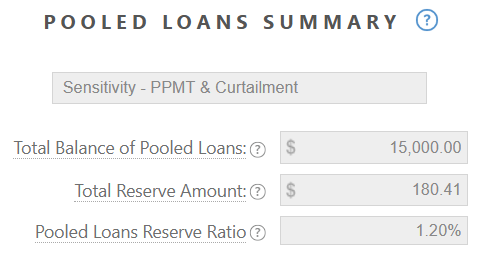 POOLED LOANS SUMMARY ?
Sensitivity - PPMT & Curtailment
Total Balance of Pooled Loans: ? $ 15,000.00
Total Reserve Amount: ? $ 180.41
Pooled Loans Reserve Ratio ? 1.20%